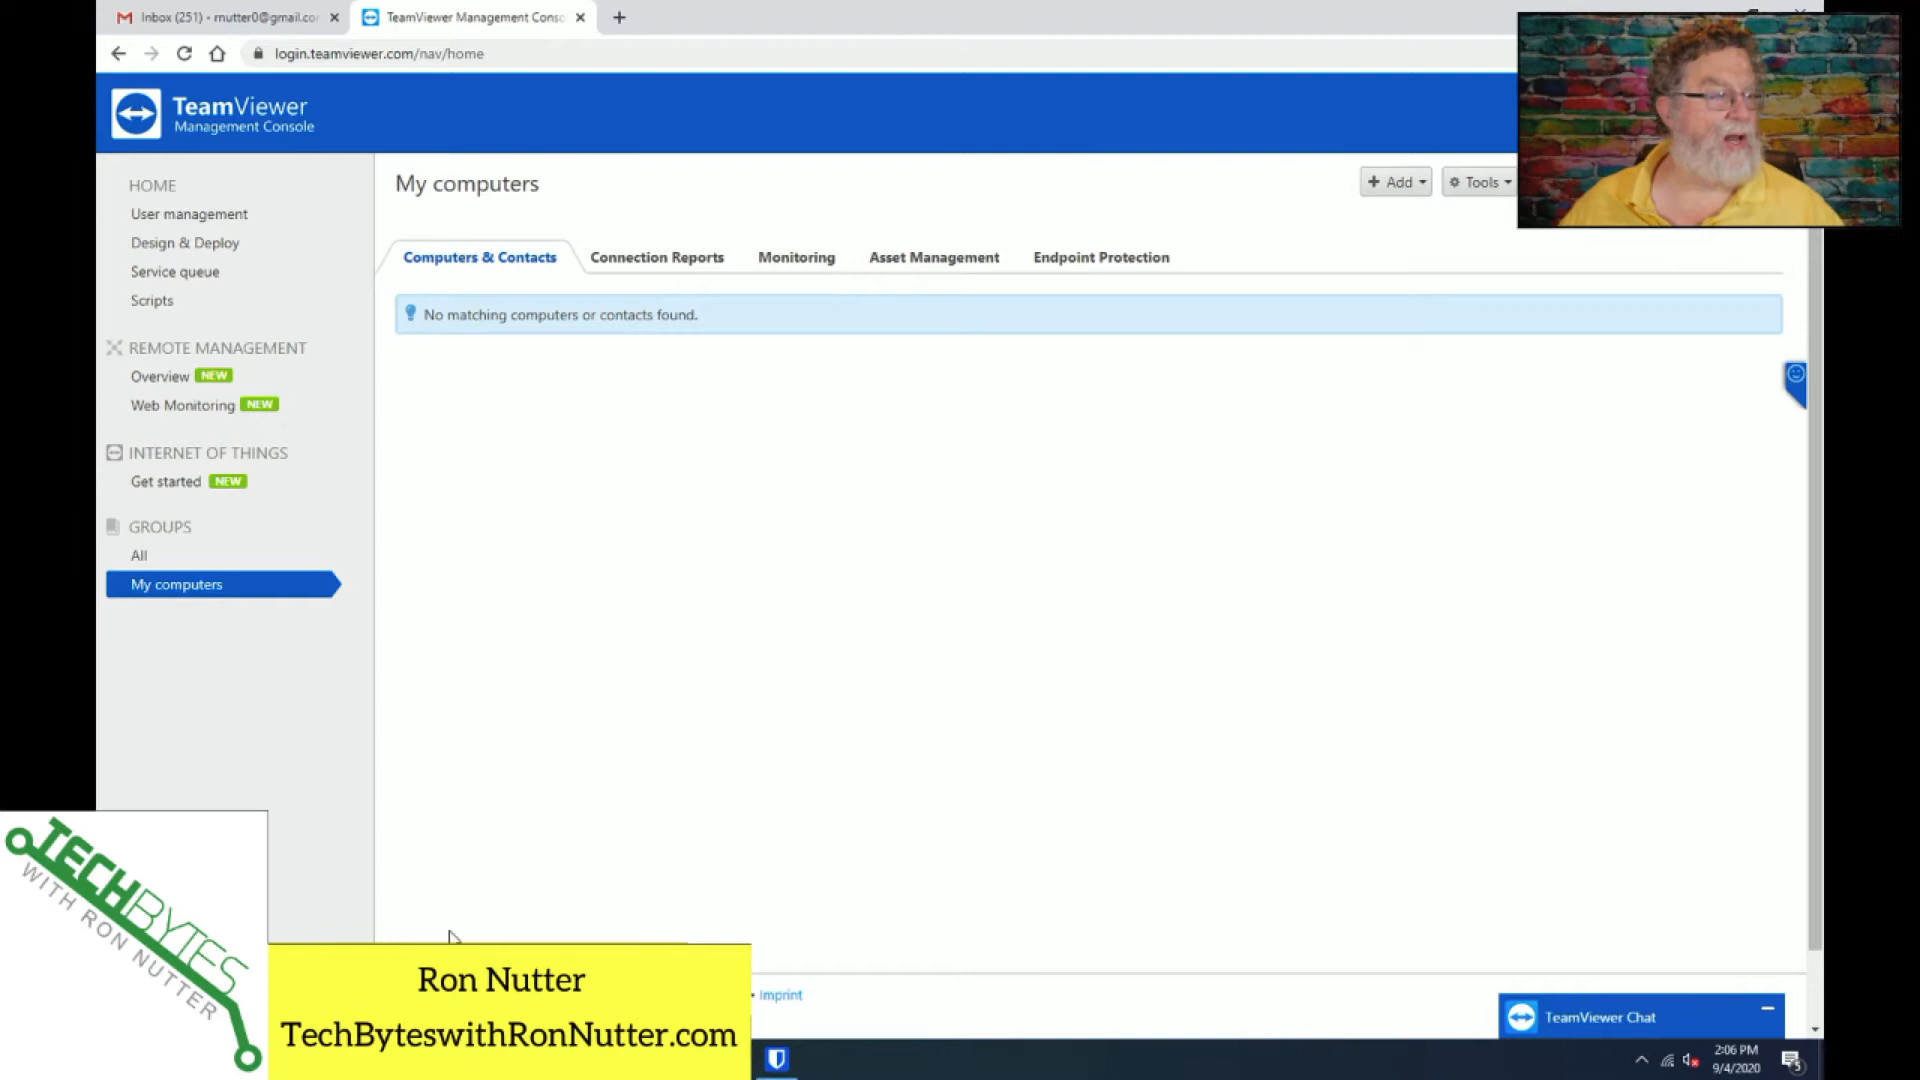 Inbox (251) - rnutter0@gmail.co
TeamViewer Management Conso
login.teamviewer.com/nav/home
TeamViewer
Management Console
HOME
User management
Design & Deploy
Service queue
Scripts
REMOTE MANAGEMENT
Overview NEW
Web Monitoring NEW
INTERNET OF THINGS
Get started NEW
GROUPS
All
My computers
My computers
+ Add
Tools
Computers & Contacts
Connection Reports
Monitoring
Asset Management
Endpoint Protection
No matching computers or contacts found.
TECHBYTES
WITH RON NUTTER
Ron Nutter
TechByteswithRonNutter.com
• Imprint
TeamViewer Chat
2:06 PM
9/4/2020
5